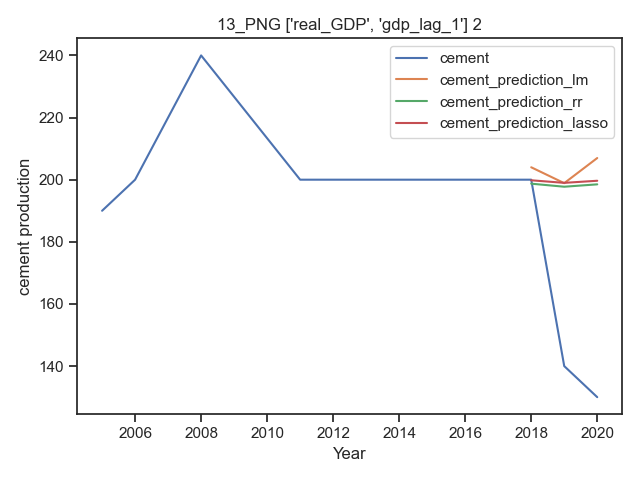 13_PNG ['real_GDP', 'gdp_lag_1'] 2
cement
cement_prediction_lm
cement_prediction_rr
cement_prediction_lasso
cement production
240
220
200
180
160
140
2006 2008 2010 2012 2014 2016 2018 2020
Year